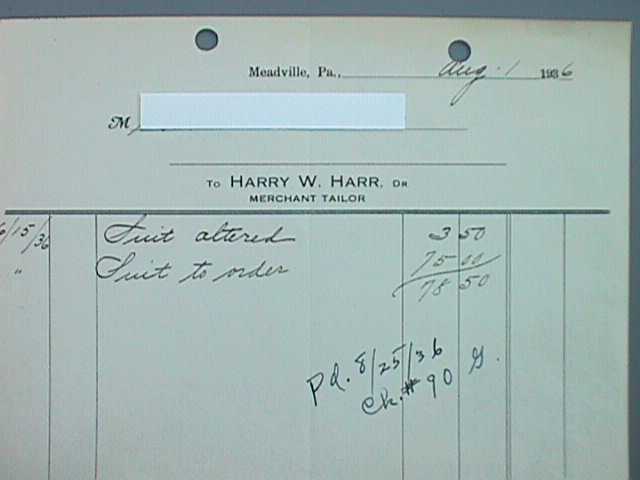 Meadville, Pa., Aug. 1 1936
M
To HARRY W. HARR, DR
MERCHANT TAILOR
6/15/36 Suit altered 3 50
" Suit to order 75 00
78 50
Pd. 8/25/36
Ck. # 90 G.